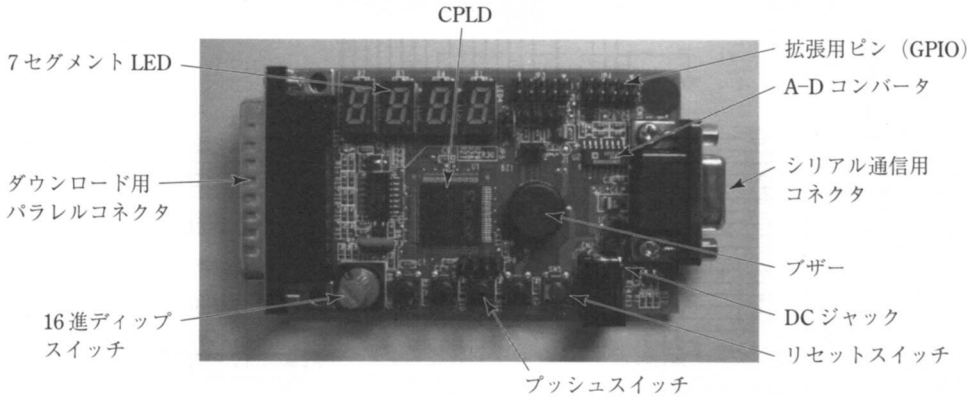 CPLD
7セグメントLED
拡張用ピン（GPIO）
A-Dコンバータ
ダウンロード用
パラレルコネクタ
シリアル通信用
コネクタ
ブザー
16進ディップ
スイッチ
DCジャック
リセットスイッチ
プッシュスイッチ